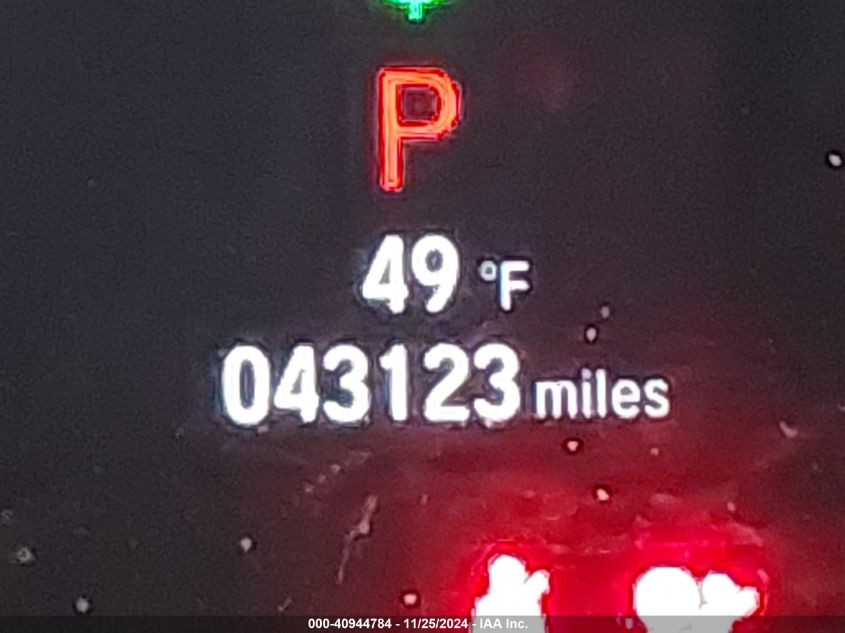 P
49 °F
043123 miles
000-40944784 - 11/25/2024 - IAA Inc.